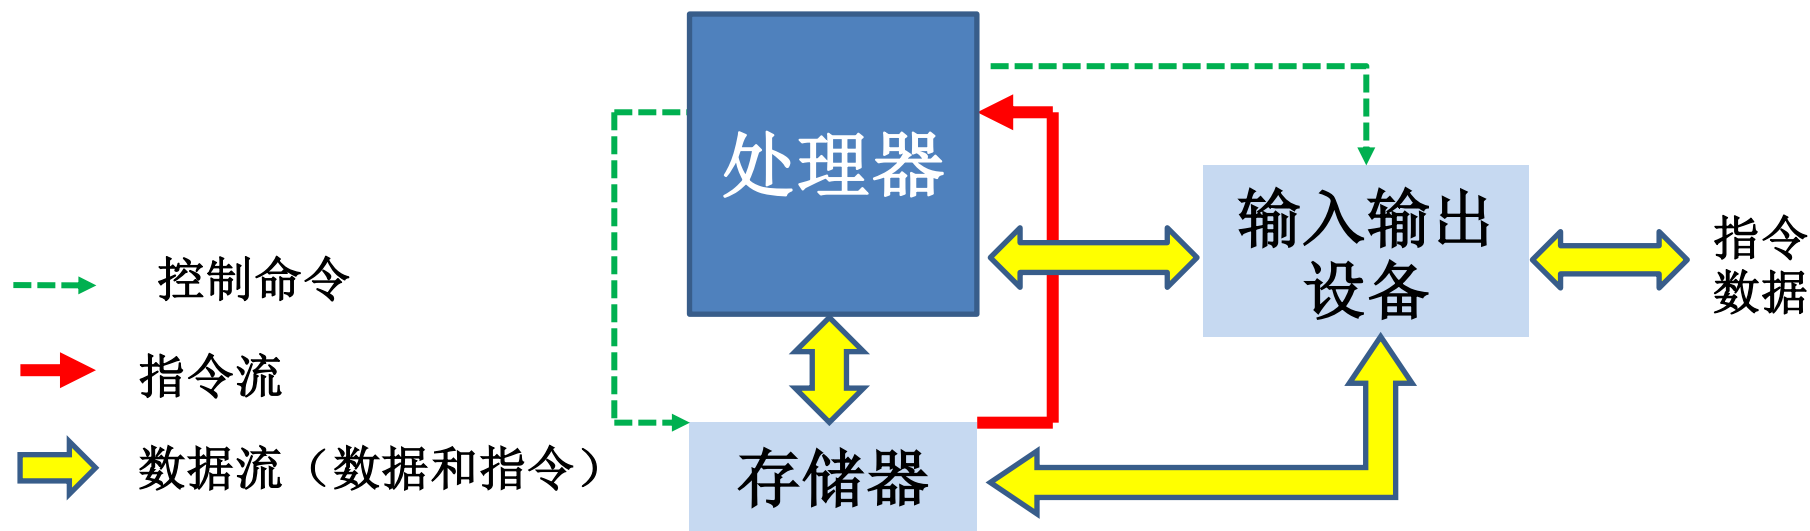 处理器
输入输出
设备
指令
数据
控制命令
指令流
数据流（数据和指令）
存储器